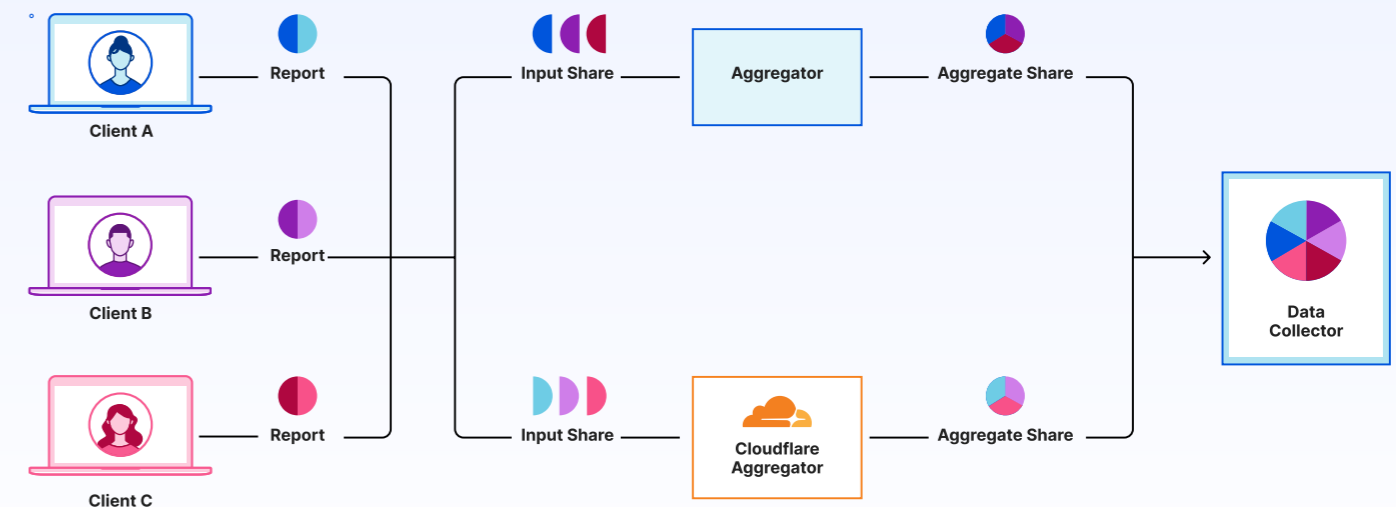 Report
Input Share
Aggregator
Aggregate Share
Client A
Report
Client B
Data
Collector
Report
Input Share
Cloudflare
Aggregator
Aggregate Share
Client C